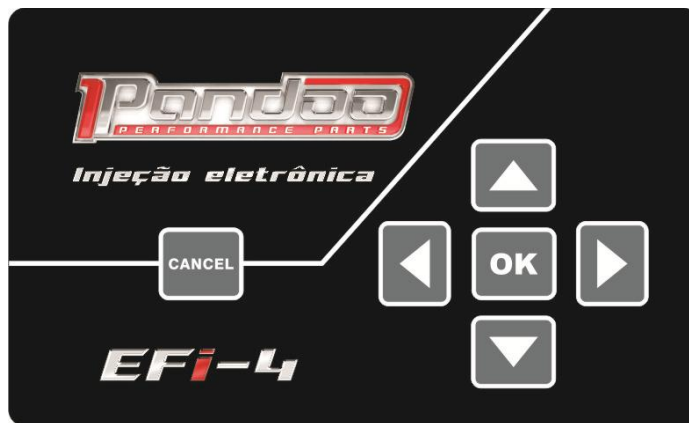 Pandoo
PERFORMANCE PARTS
Injeção eletrônica
CANCEL
OK
EFi-4